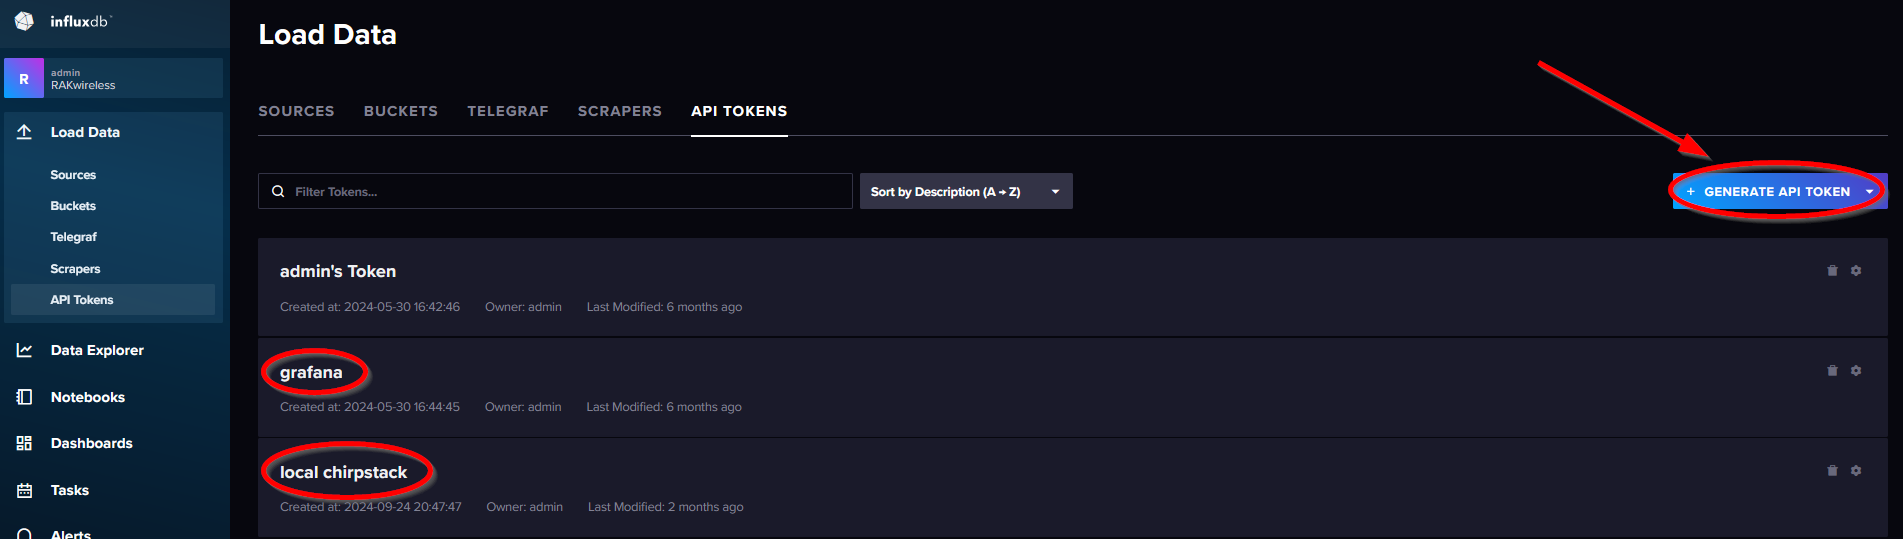 influxdb™
R
admin
RAKwireless
Load Data
Sources
Buckets
Telegraf
Scrapers
API Tokens
Data Explorer
Notebooks
Dashboards
Tasks
Alerts
Load Data
SOURCES BUCKETS TELEGRAF SCRAPERS API TOKENS
Filter Tokens... Sort by Description (A → Z) + GENERATE API TOKEN
admin's Token
Created at: 2024-05-30 16:42:46 Owner: admin Last Modified: 6 months ago
grafana
Created at: 2024-05-30 16:44:45 Owner: admin Last Modified: 6 months ago
local chirpstack
Created at: 2024-09-24 20:47:47 Owner: admin Last Modified: 2 months ago